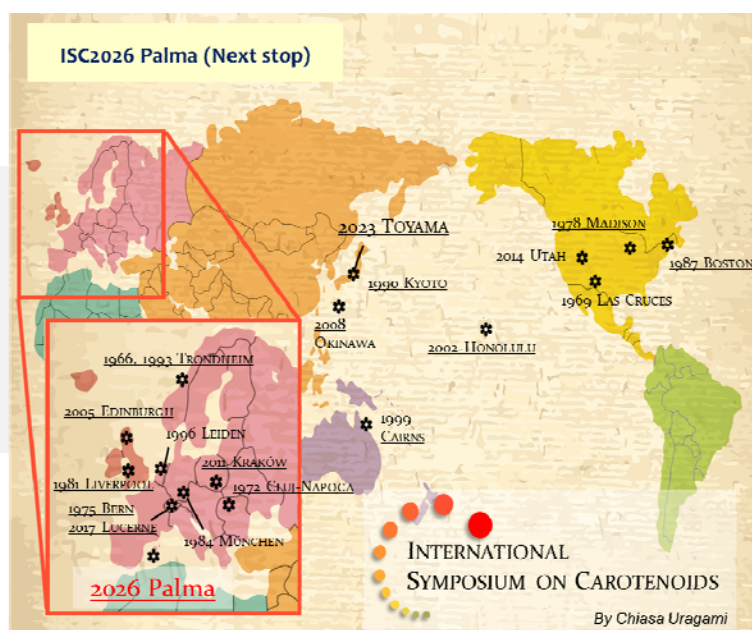 ISC2026 Palma (Next stop)
2023 TOYAMA
1990 KYOTO
2008
OKINAWA
2002 HONOLULU
1978 MADISON
2014 UTAH
1987 BOSTON
1969 LAS CRUCES
1999
CAIRNS
1966, 1993 TRONDHEIM
2005 EDINBURGH
1996 LEIDEN
2011 KRAKÓW
1981 LIVERPOOL
1972 CLUJ-NAPOCA
1975 BERN
2017 LUCERNE
1984 MÜNCHEN
2026 Palma
INTERNATIONAL
SYMPOSIUM ON CAROTENOIDS
By Chiasa Uragami